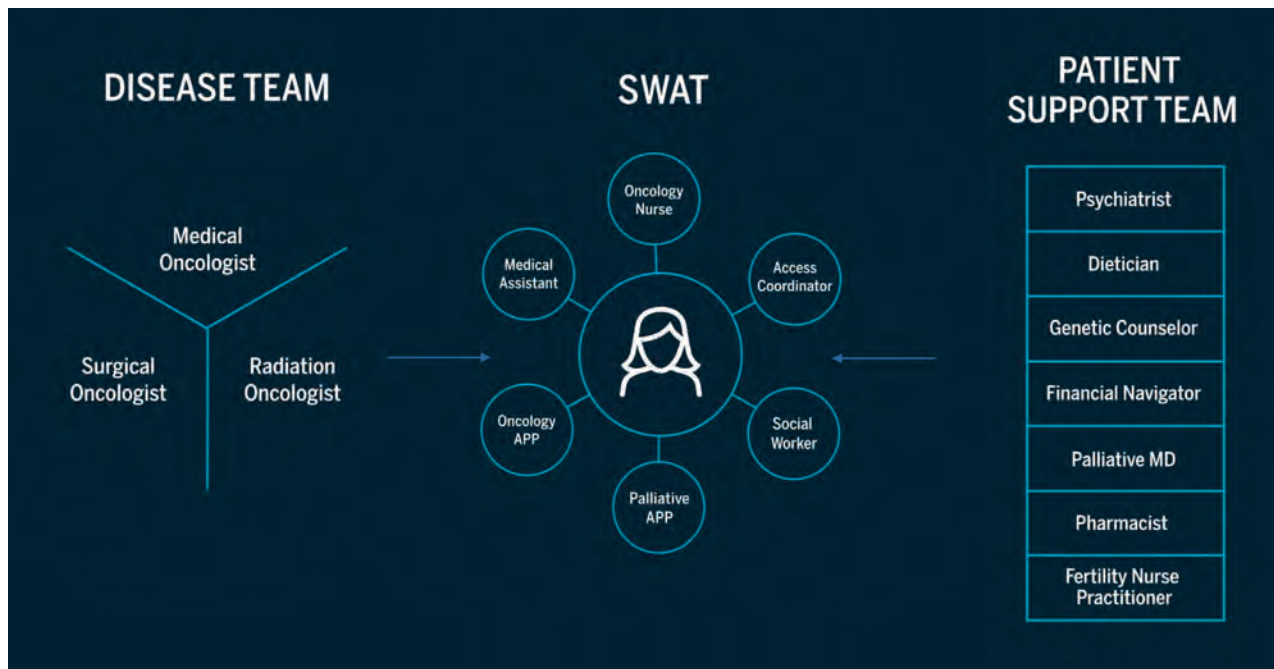 DISEASE TEAM
Medical
Oncologist
Surgical
Oncologist
Radiation
Oncologist
SWAT
Oncology
Nurse
Access
Coordinator
Social
Worker
Palliative
APP
Oncology
APP
Medical
Assistant
PATIENT
SUPPORT TEAM
Psychiatrist
Dietician
Genetic Counselor
Financial Navigator
Palliative MD
Pharmacist
Fertility Nurse
Practitioner